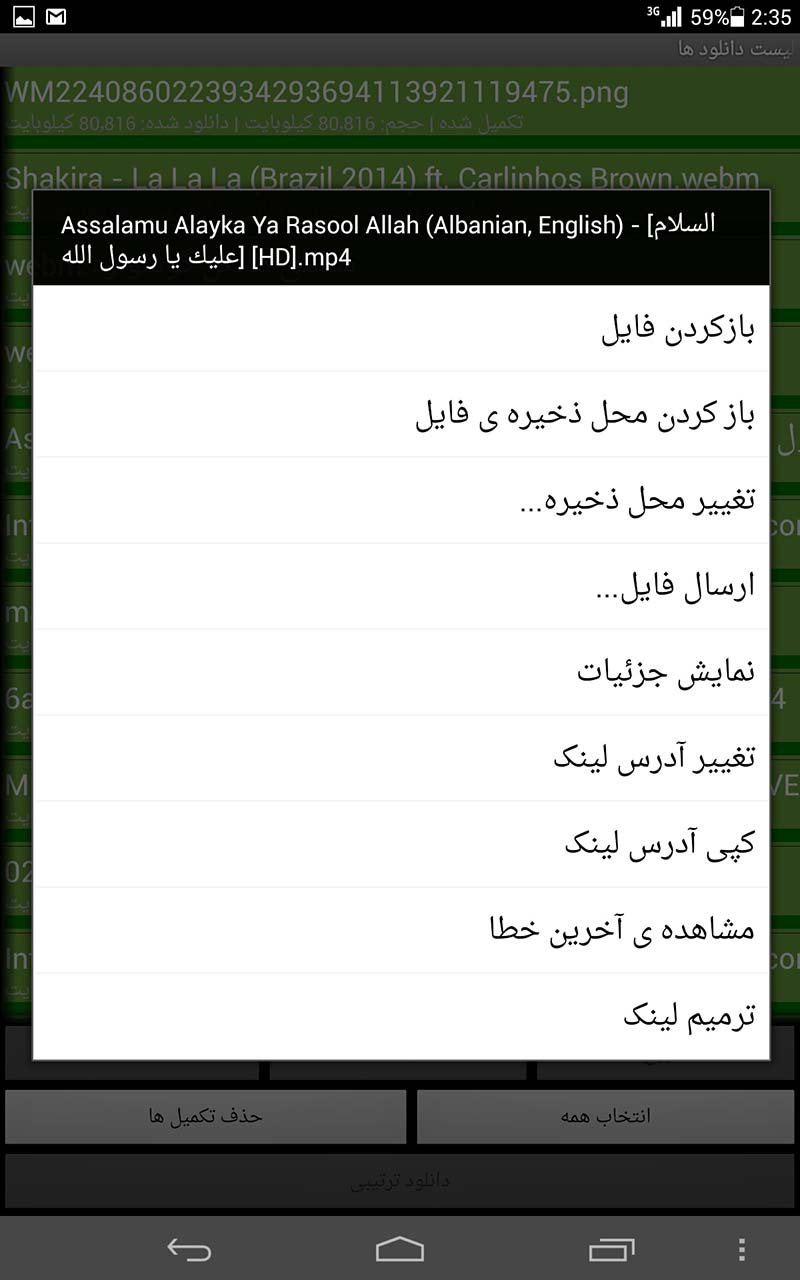 3G 59% 2:35
لیست دانلود ها
WM2240860223934293694113921119475.png
تکمیل شده | حجم: 80,816 کیلوبایت | دانلود شده: 80,816 کیلوبایت
Shakira - La La La (Brazil 2014) ft. Carlinhos Brown.webm
Assalamu Alayka Ya Rasool Allah (Albanian, English) - [السلام
عليك يا رسول الله] [HD].mp4
بازکردن فایل
باز کردن محل ذخیره ی فایل
تغییر محل ذخیره...
ارسال فایل...
نمایش جزئیات
تغییر آدرس لینک
کپی آدرس لینک
مشاهده ی آخرین خطا
ترمیم لینک
انتخاب همه
حذف تکمیل ها
دانلود ترتیبی